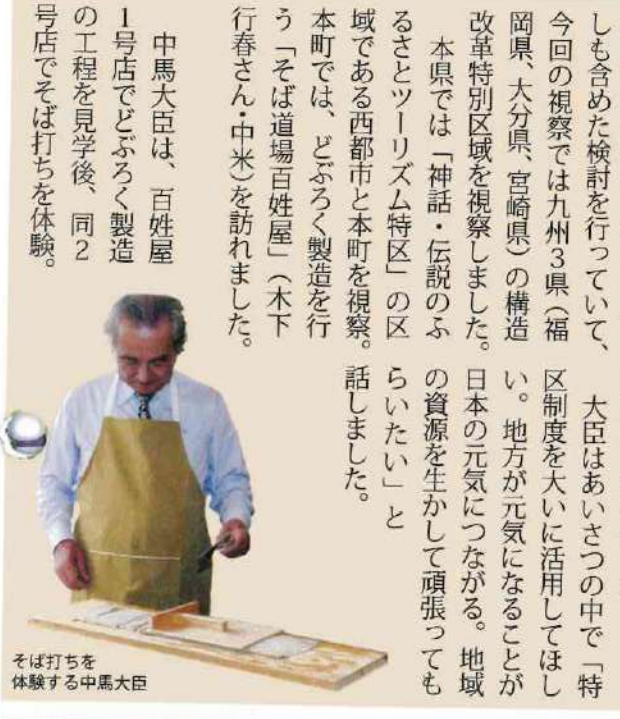 しも含めた検討を行っていて、
今回の視察では九州3県（福
岡県、大分県、宮崎県）の構造
改革特別区域を視察しました。
本県では「神話・伝説のふ
るさとツーリズム特区」の区
域である西都市と本町を視察。
本町では、どぶろく製造を行
う「そば道場百姓屋」（木下
行春さん・中米）を訪れました。
中馬大臣は、百姓屋
1号店でどぶろく製造
の工程を見学後、同2
号店でそば打ちを体験。
大臣はあいさつの中で「特
区制度を大いに活用してほし
い。地方が元気になることが
日本の元気につながる。地域
の資源を生かして頑張っても
らいたい」と
話しました。
そば打ちを
体験する中馬大臣